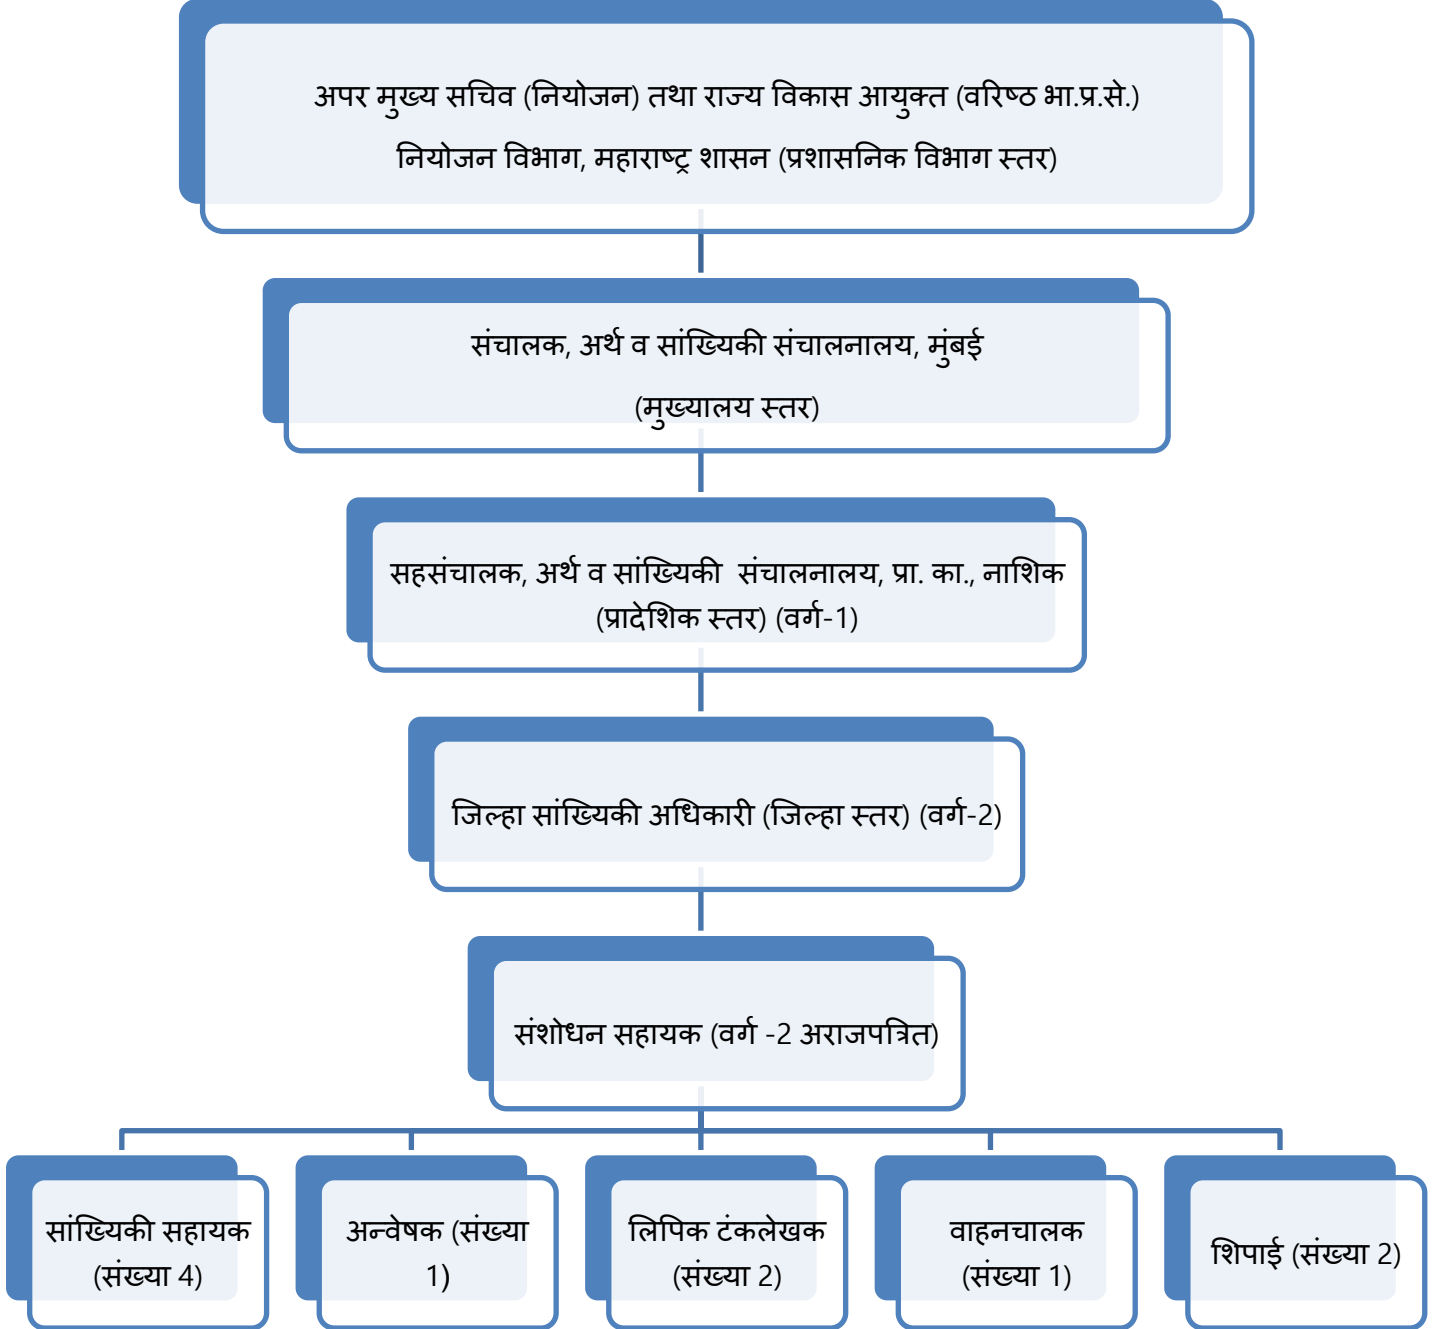 अपर मुख्य सचिव (नियोजन) तथा राज्य विकास आयुक्त (वरिष्ठ भा.प्र.से.)
नियोजन विभाग, महाराष्ट्र शासन (प्रशासनिक विभाग स्तर)
संचालक, अर्थ व सांख्यिकी संचालनालय, मुंबई
(मुख्यालय स्तर)
सहसंचालक, अर्थ व सांख्यिकी संचालनालय, प्रा. का., नाशिक
(प्रादेशिक स्तर) (वर्ग-1)
जिल्हा सांख्यिकी अधिकारी (जिल्हा स्तर) (वर्ग-2)
संशोधन सहायक (वर्ग -2 अराजपत्रित)
सांख्यिकी सहायक
(संख्या 4)
अन्वेषक (संख्या
1)
लिपिक टंकलेखक
(संख्या 2)
वाहनचालक
(संख्या 1)
शिपाई (संख्या 2)